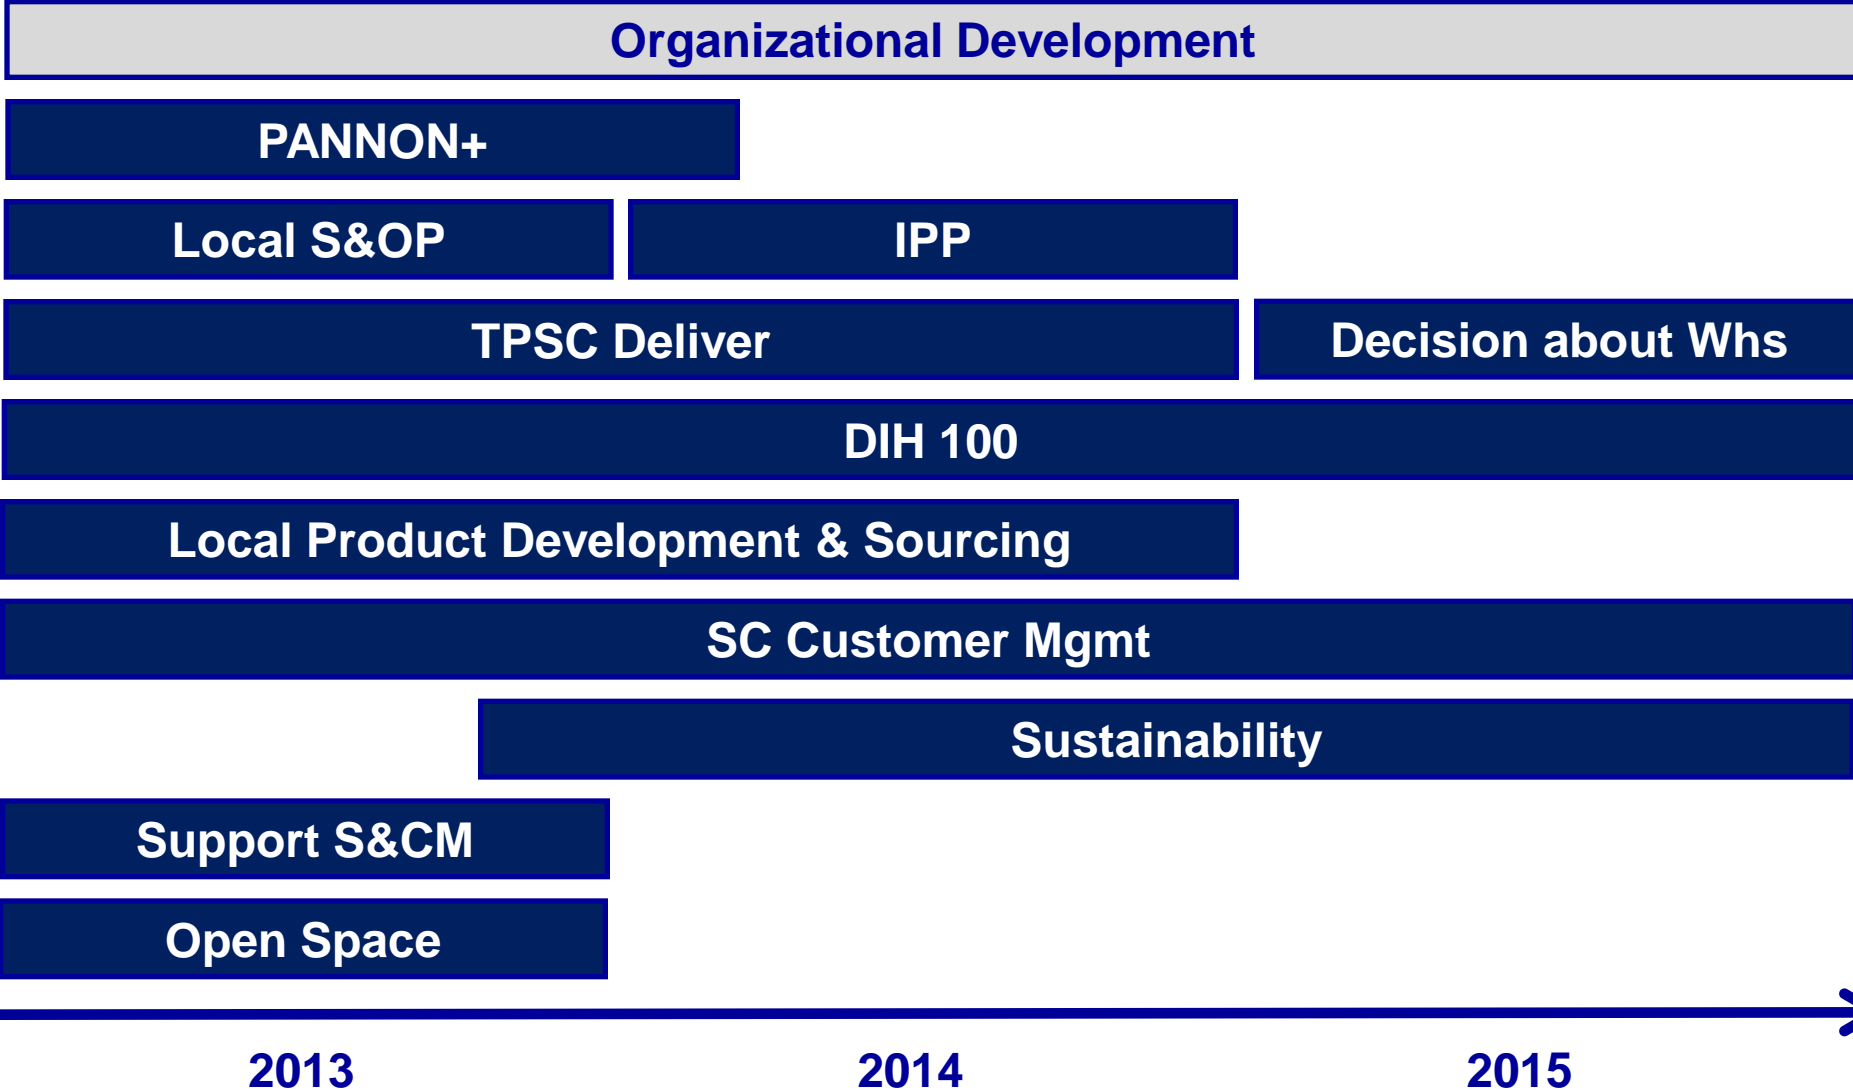 Organizational Development
PANNON+
Local S&OP
IPP
TPSC Deliver
Decision about Whs
DIH 100
Local Product Development & Sourcing
SC Customer Mgmt
Sustainability
Support S&CM
Open Space
2013
2014
2015